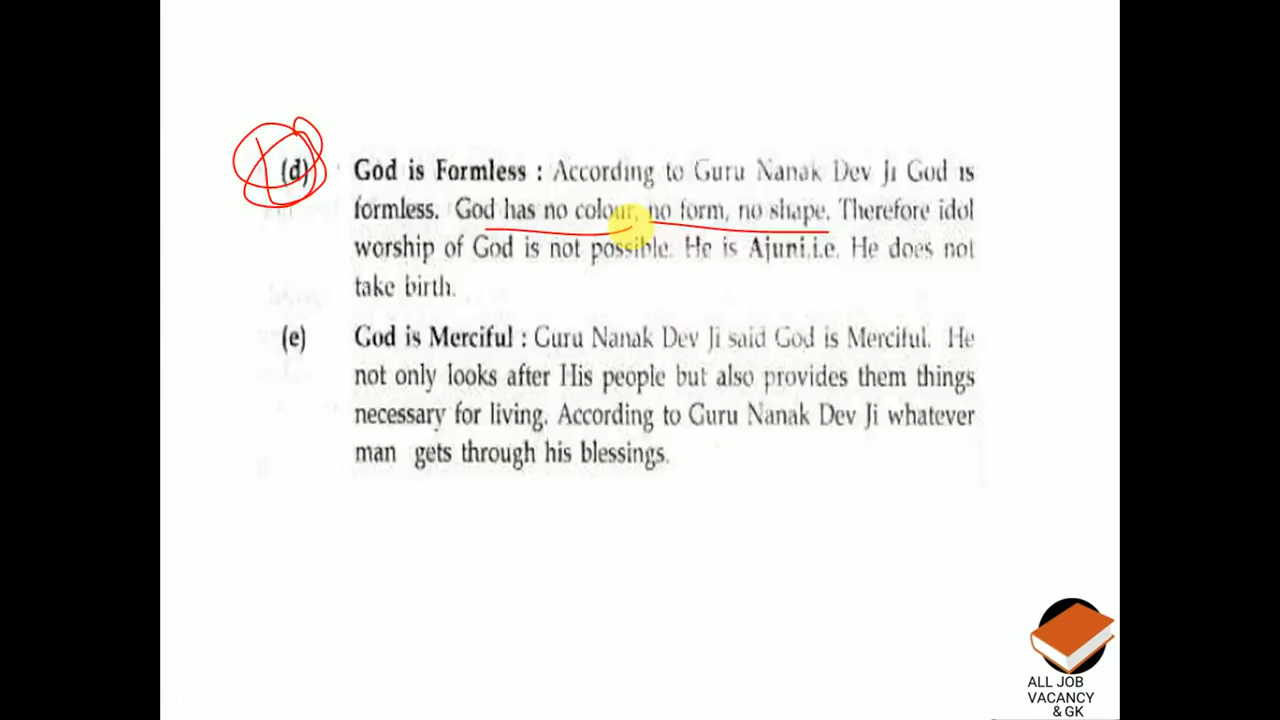 (d) God is Formless : According to Guru Nanak Dev Ji God is
formless. God has no colour, no form, no shape. Therefore idol
worship of God is not possible. He is Ajuni.i.e. He does not
take birth.
(e) God is Merciful : Guru Nanak Dev Ji said God is Merciful. He
not only looks after His people but also provides them things
necessary for living. According to Guru Nanak Dev Ji whatever
man gets through his blessings.
ALL JOB
VACANCY
& GK